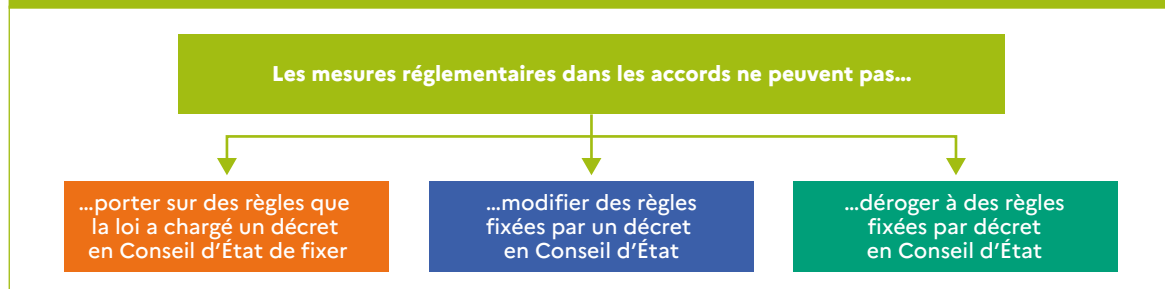 Les mesures réglementaires dans les accords ne peuvent pas…
…porter sur des règles que
la loi a chargé un décret
en Conseil d’État de fixer
…modifier des règles
fixées par un décret
en Conseil d’État
…déroger à des règles
fixées par décret
en Conseil d’État